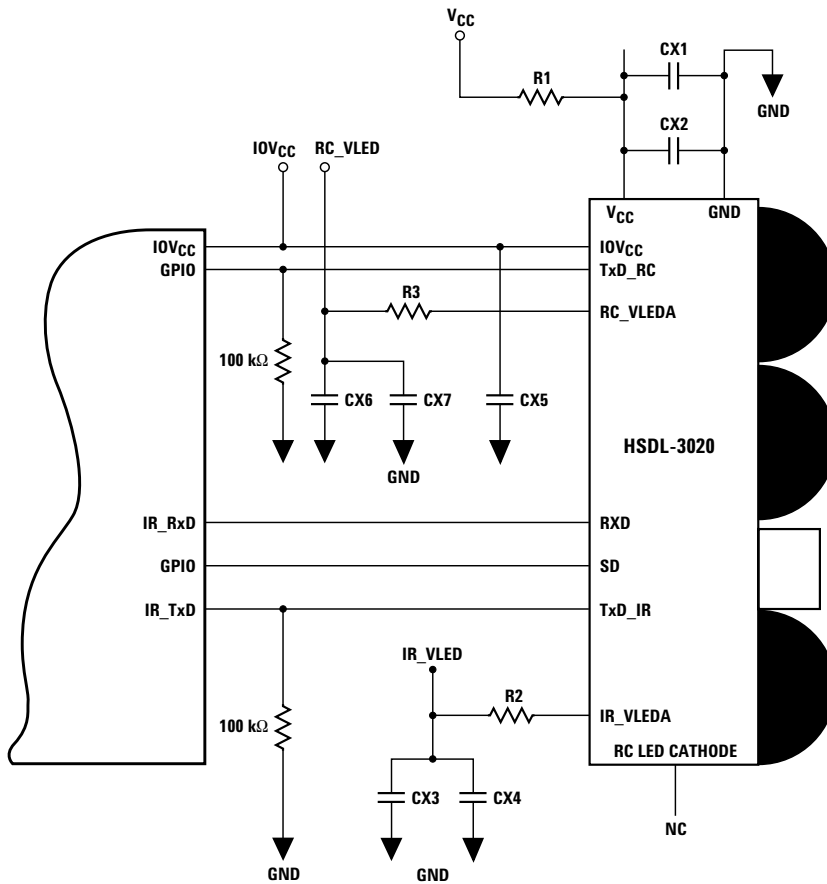 VCC
CX1
R1
GND
CX2
IOVCC
RC_VLED
VCC
GND
IOVCC
IOVCC
GPIO
TxD_RC
R3
RC_VLEDA
100 kΩ
CX6
CX7
CX5
GND
HSDL-3020
IR_RxD
RXD
GPIO
SD
IR_TxD
TxD_IR
IR_VLED
R2
100 kΩ
IR_VLEDA
RC LED CATHODE
CX3
CX4
NC
GND
GND